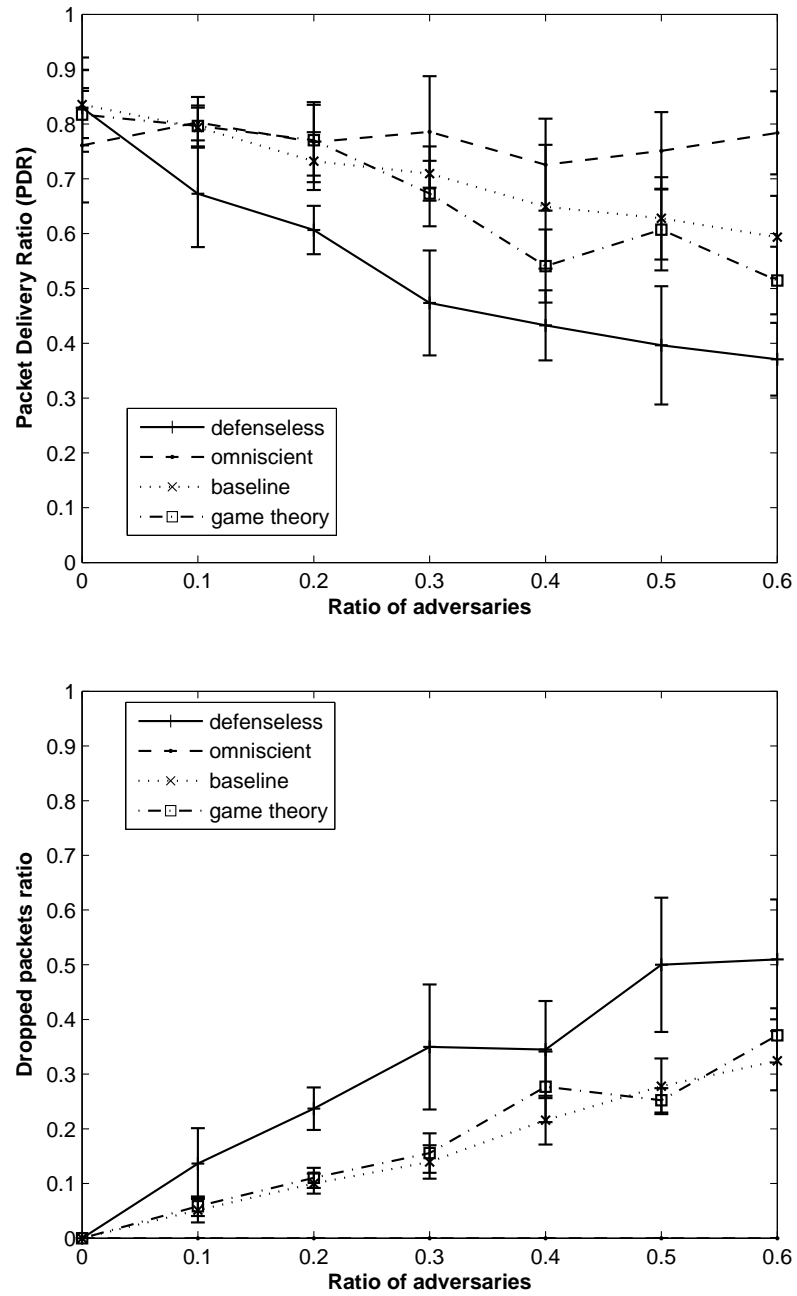 1
0.9
0.8
0.7
0.6
0.5
0.4
0.3
0.2
0.1
0
Packet Delivery Ratio (PDR)
defenseless
omniscient
baseline
game theory
0 0.1 0.2 0.3 0.4 0.5 0.6
Ratio of adversaries
1
0.9
0.8
0.7
0.6
0.5
0.4
0.3
0.2
0.1
0
Dropped packets ratio
defenseless
omniscient
baseline
game theory
0 0.1 0.2 0.3 0.4 0.5 0.6
Ratio of adversaries